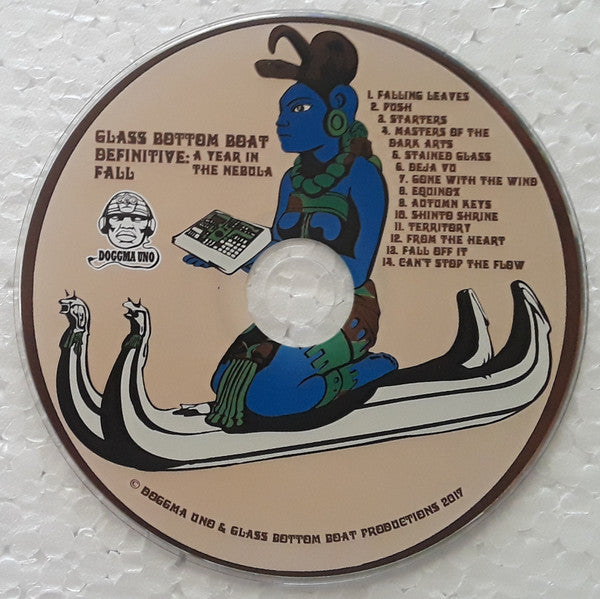 GLASS BOTTOM BOAT
DEFINITIVE: A YEAR IN
FALL THE NEBULA
DOGGMA UNO
1. FALLING LEAVES
2. POSH
3. STARTERS
4. MASTERS OF THE
DARK ARTS
5. STAINED GLASS
6. DEJA VU
7. GONE WITH THE WIND
8. EQUINOX
9. AUTOMN KEYS
10. SHINTO SHRINE
11. TERRITORY
12. FROM THE HEART
13. FALL OFF IT
14. CAN'T STOP THE FLOW
© DOGGMA UNO & GLASS BOTTOM BOAT PRODUCTIONS 2017